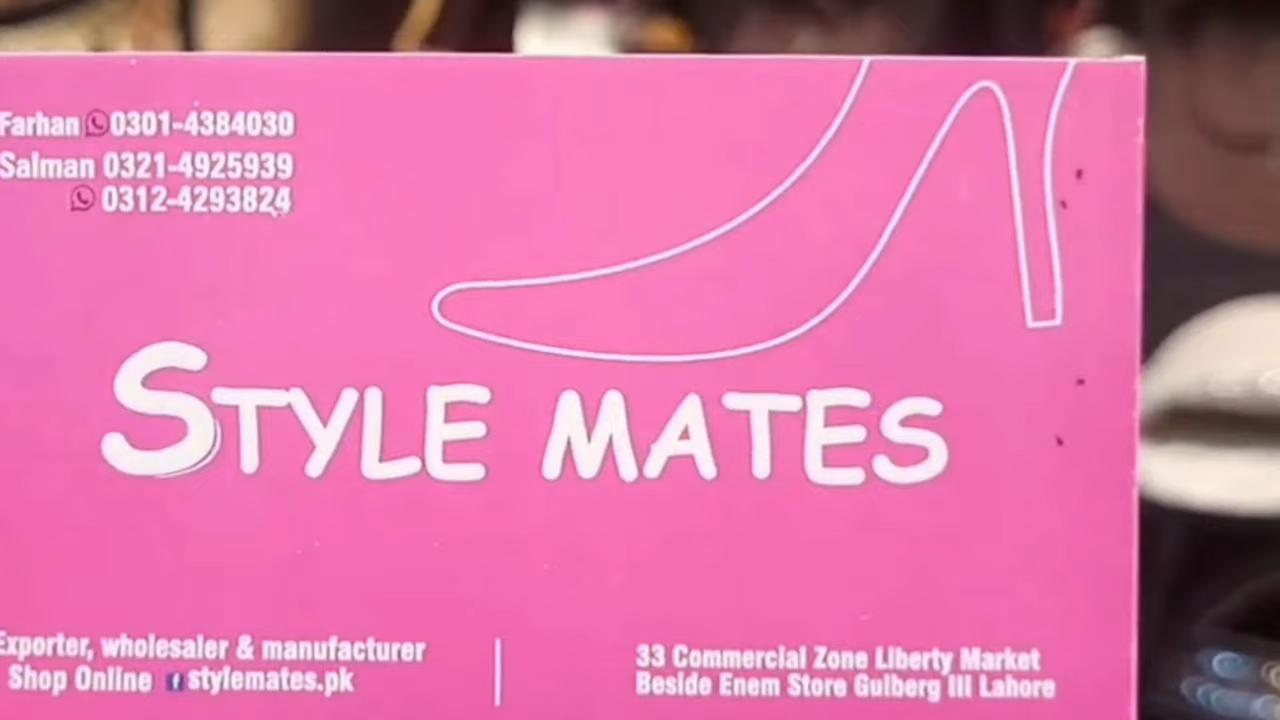 Farhan 0301-4384030
Salman 0321-4925939
0312-4293824
STYLE MATES
Exporter, wholesaler & manufacturer
Shop Online f stylemates.pk
33 Commercial Zone Liberty Market
Beside Enem Store Gulberg III Lahore